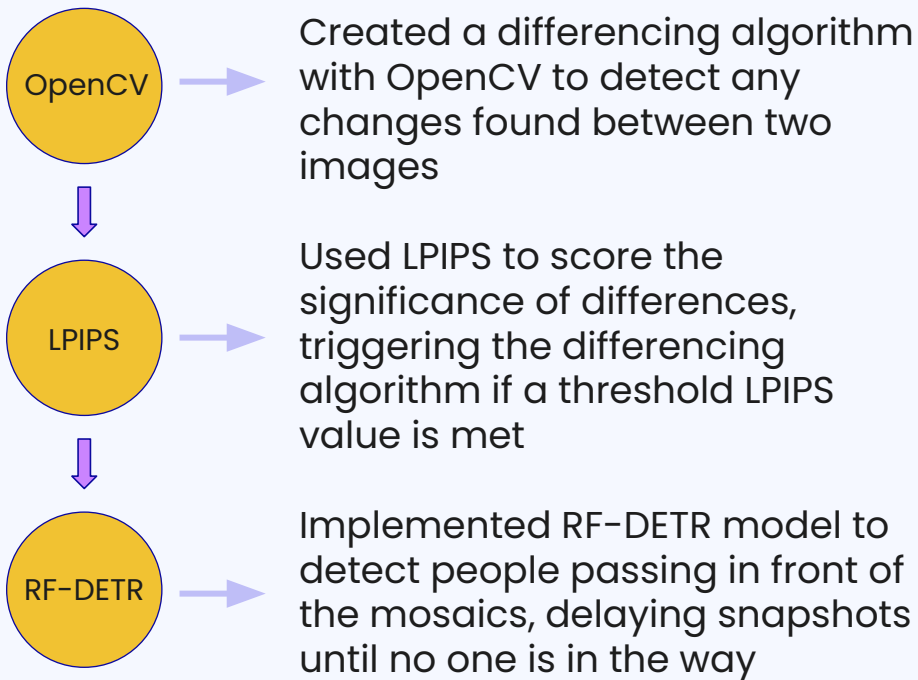 OpenCV
Created a differencing algorithm
with OpenCV to detect any
changes found between two
images
LPIPS
Used LPIPS to score the
significance of differences,
triggering the differencing
algorithm if a threshold LPIPS
value is met
RF-DETR
Implemented RF-DETR model to
detect people passing in front of
the mosaics, delaying snapshots
until no one is in the way